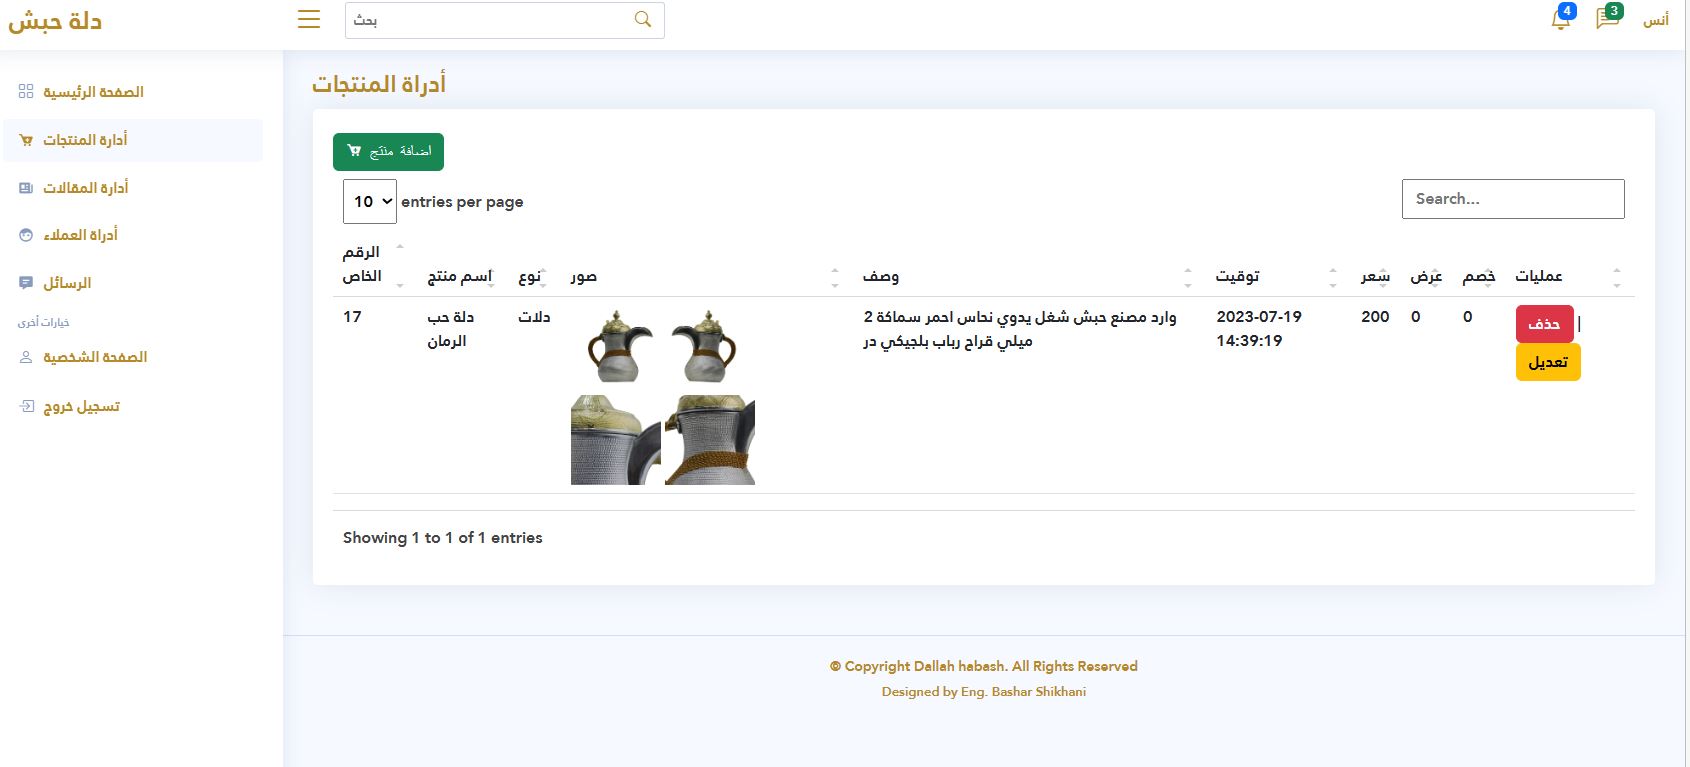 دلة حبش
بحث
4
3
أنس
الصفحة الرئيسية
أدارة المنتجات
أدارة المقالات
أدراة العملاء
الرسائل
خيارات أخرى
الصفحة الشخصية
تسجيل خروج
أدراة المنتجات
اضافة منتج
10 entries per page
Search...
الرقم الخاص
اسم منتج
نوع
صور
وصف
توقيت
سعر
عرض
خصم
عمليات
17
دلة حب
الرمان
دلات
وارد مصنع حبش شغل يدوي نحاس احمر سماكة 2
ميلي قراح رباب بلجيكي در
2023-07-19
14:39:19
200
0
0
حذف |
تعديل
Showing 1 to 1 of 1 entries
© Copyright Dallah habash. All Rights Reserved
Designed by Eng. Bashar Shikhani